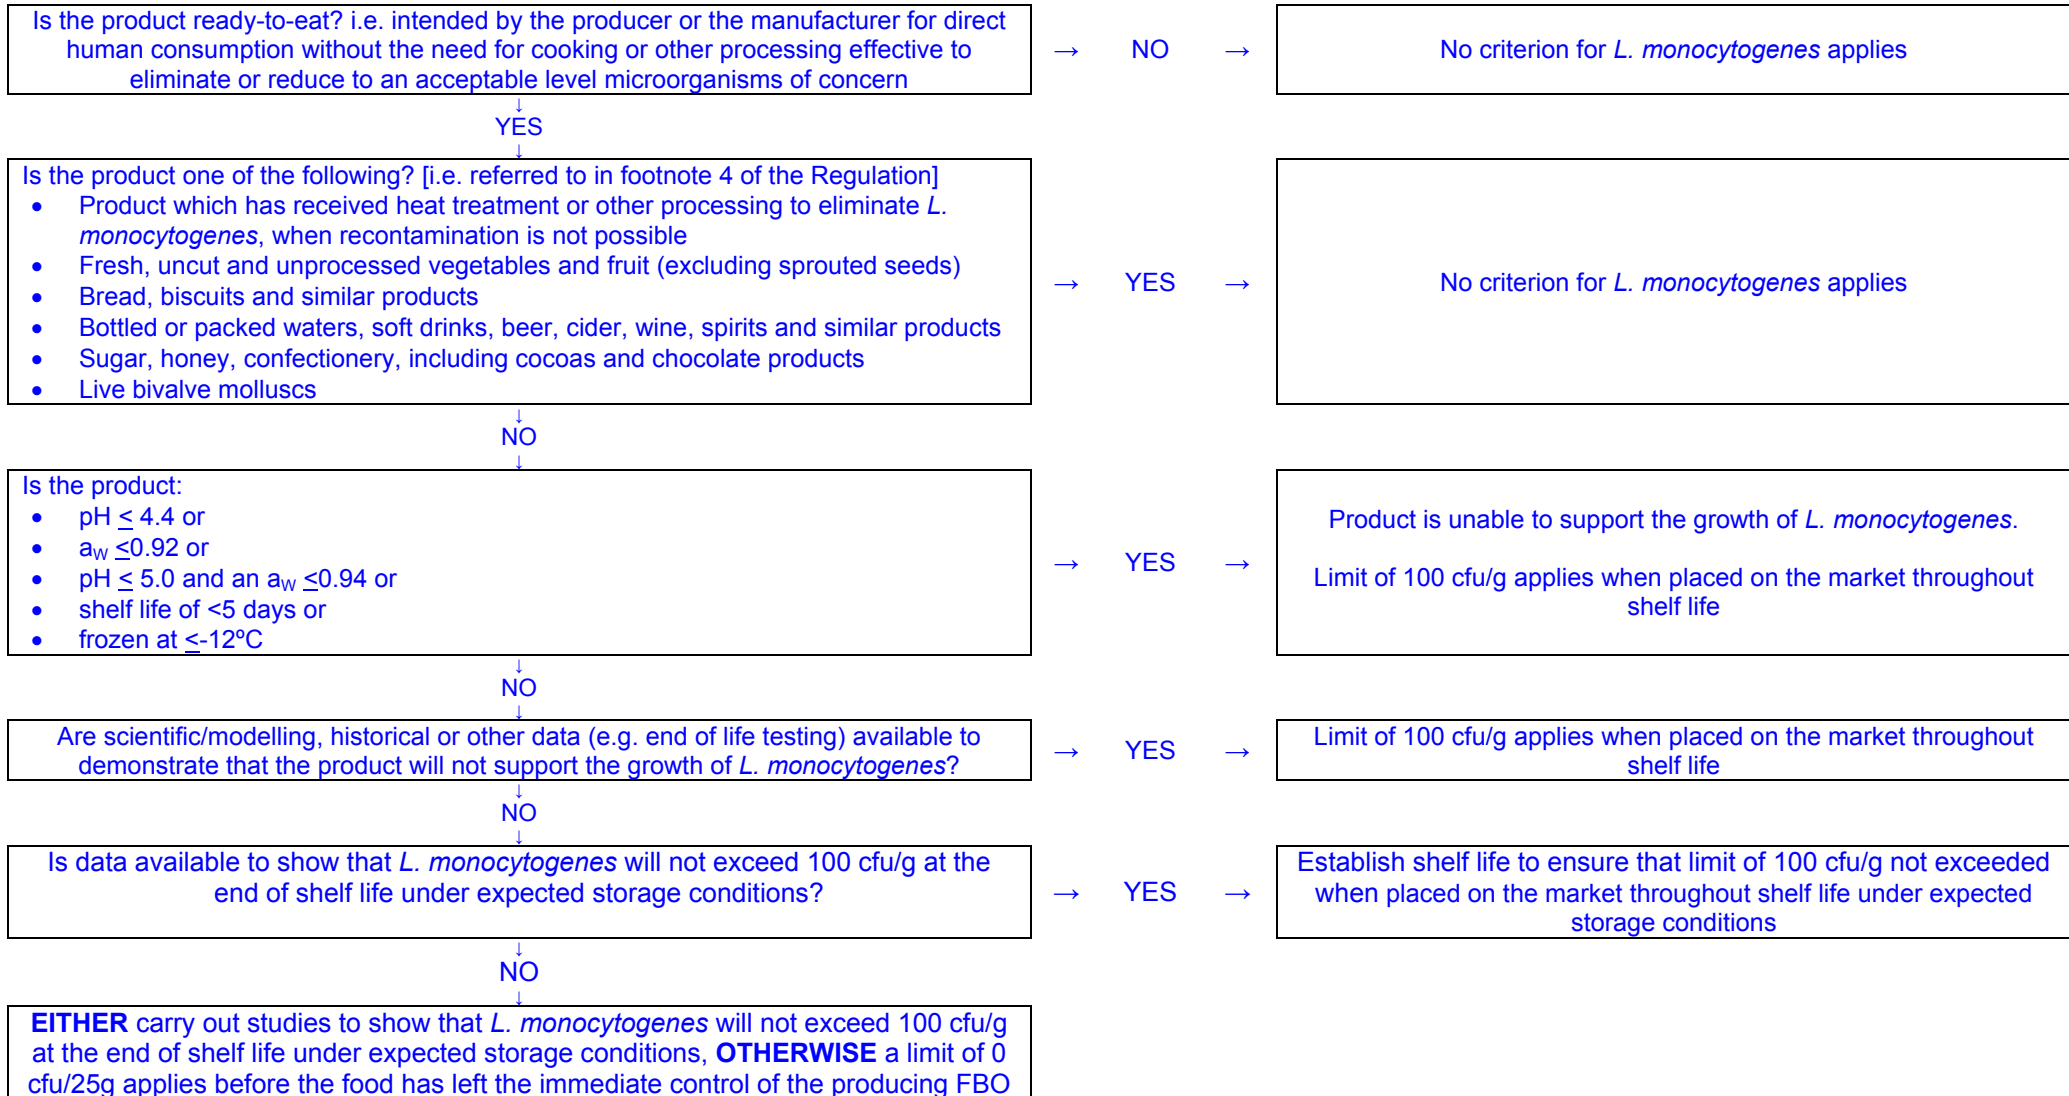 Is the product ready-to-eat? i.e. intended by the producer or the manufacturer for direct
human consumption without the need for cooking or other processing effective to
eliminate or reduce to an acceptable level microorganisms of concern
→ NO →
No criterion for L. monocytogenes applies
↓
YES
↓
Is the product one of the following? [i.e. referred to in footnote 4 of the Regulation]
• Product which has received heat treatment or other processing to eliminate L.
monocytogenes, when recontamination is not possible
• Fresh, uncut and unprocessed vegetables and fruit (excluding sprouted seeds)
• Bread, biscuits and similar products
• Bottled or packed waters, soft drinks, beer, cider, wine, spirits and similar products
• Sugar, honey, confectionery, including cocoas and chocolate products
• Live bivalve molluscs
→ YES →
No criterion for L. monocytogenes applies
↓
NO
↓
Is the product:
• pH ≤ 4.4 or
• aW ≤0.92 or
• pH ≤ 5.0 and an aW ≤0.94 or
• shelf life of <5 days or
• frozen at ≤-12ºC
→ YES →
Product is unable to support the growth of L. monocytogenes.
Limit of 100 cfu/g applies when placed on the market throughout
shelf life
↓
NO
↓
Are scientific/modelling, historical or other data (e.g. end of life testing) available to
demonstrate that the product will not support the growth of L. monocytogenes?
→ YES →
Limit of 100 cfu/g applies when placed on the market throughout
shelf life
↓
NO
↓
Is data available to show that L. monocytogenes will not exceed 100 cfu/g at the
end of shelf life under expected storage conditions?
→ YES →
Establish shelf life to ensure that limit of 100 cfu/g not exceeded
when placed on the market throughout shelf life under expected
storage conditions
↓
NO
↓
EITHER carry out studies to show that L. monocytogenes will not exceed 100 cfu/g
at the end of shelf life under expected storage conditions, OTHERWISE a limit of 0
cfu/25g applies before the food has left the immediate control of the producing FBO